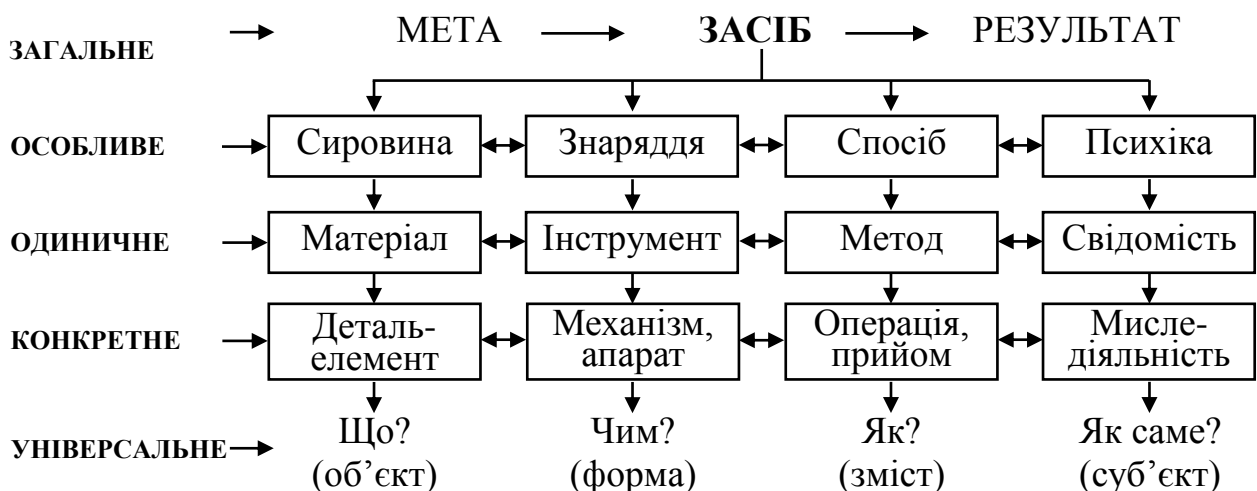 ЗАГАЛЬНЕ МЕТА ЗАСІБ РЕЗУЛЬТАТ
ОСОБЛИВЕ Сировина Знаряддя Спосіб Психіка
ОДИНИЧНЕ Матеріал Інструмент Метод Свідомість
КОНКРЕТНЕ
Деталь-
елемент
Механізм,
апарат
Операція,
прийом
Мисле-
діяльність
УНІВЕРСАЛЬНЕ
Що?
(об’єкт)
Чим?
(форма)
Як?
(зміст)
Як саме?
(суб’єкт)